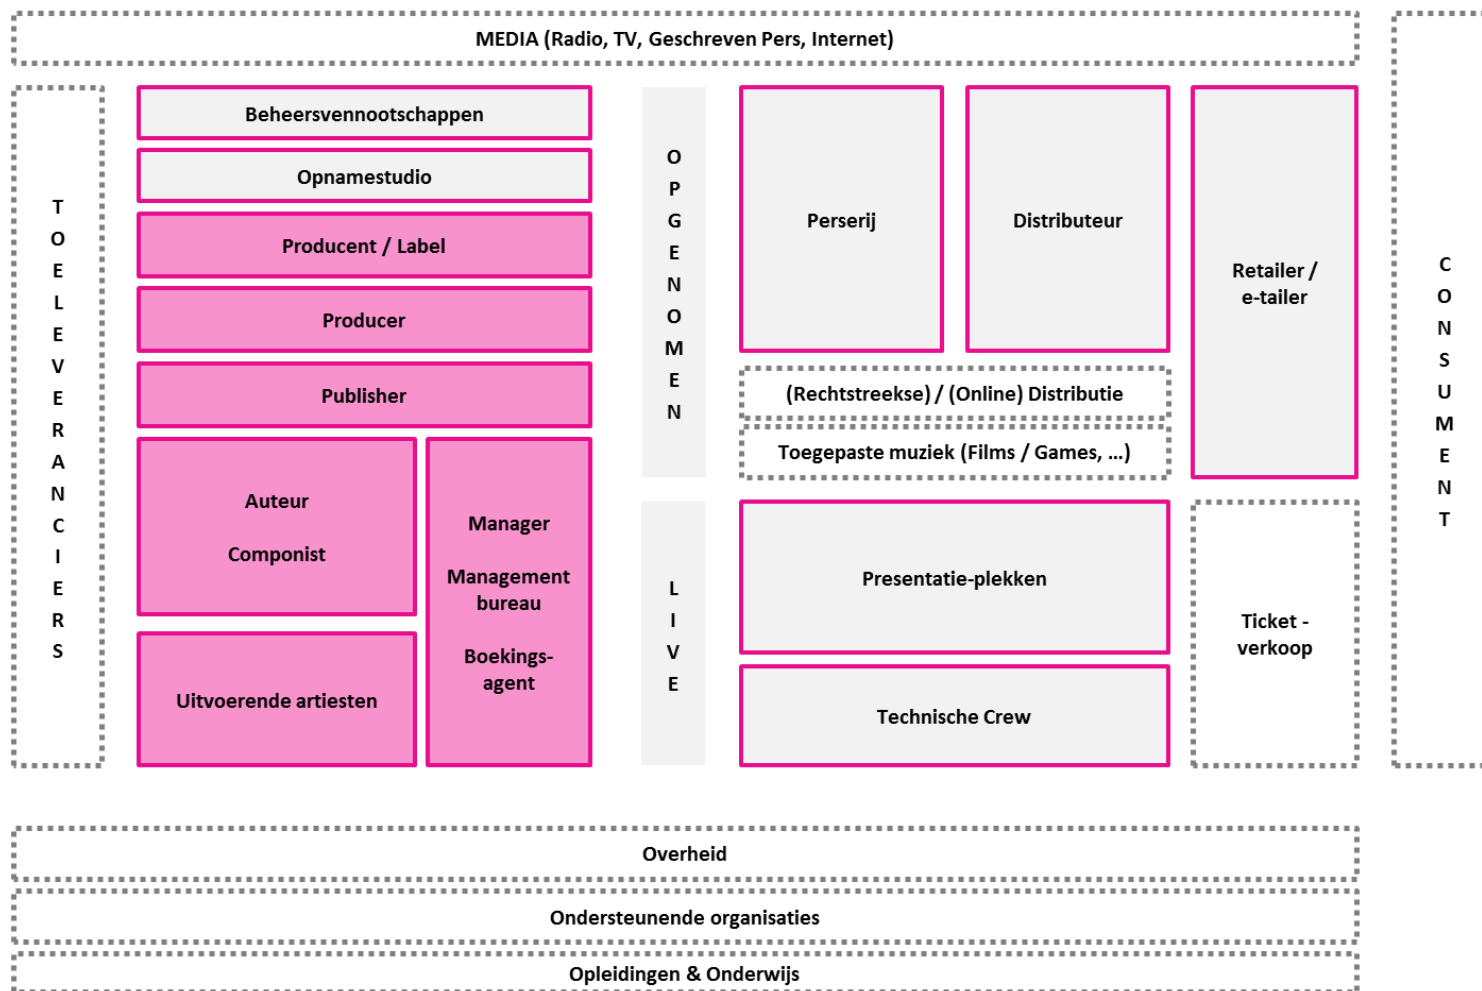 MEDIA (Radio, TV, Geschreven Pers, Internet)
TOELEVERANCIERS
Beheersvennootschappen
Opnamestudio
Producent / Label
Producer
Publisher
Auteur
Componist
Manager
Management
bureau
Boekings-
agent
Uitvoerende artiesten
OPGENOMEN
Perserij
Distributeur
Retailer /
e-tailer
(Rechtstreekse) / (Online) Distributie
Toegepaste muziek (Films / Games, ...)
LIVE
Presentatie-plekken
Technische Crew
Ticket -
verkoop
CONSUMENT
Overheid
Ondersteunende organisaties
Opleidingen & Onderwijs